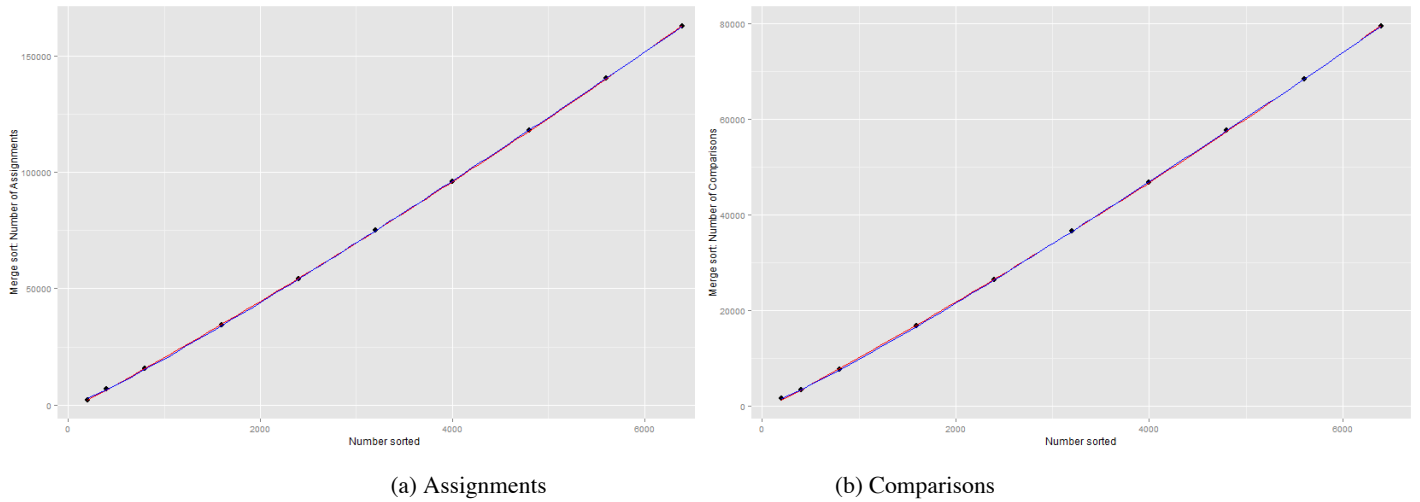 Merge sort: Number of Assignments
150000
100000
50000
0
0 2000 4000 6000
Number sorted
(a) Assignments
Merge sort: Number of Comparisons
80000
60000
40000
20000
0
0 2000 4000 6000
Number sorted
(b) Comparisons